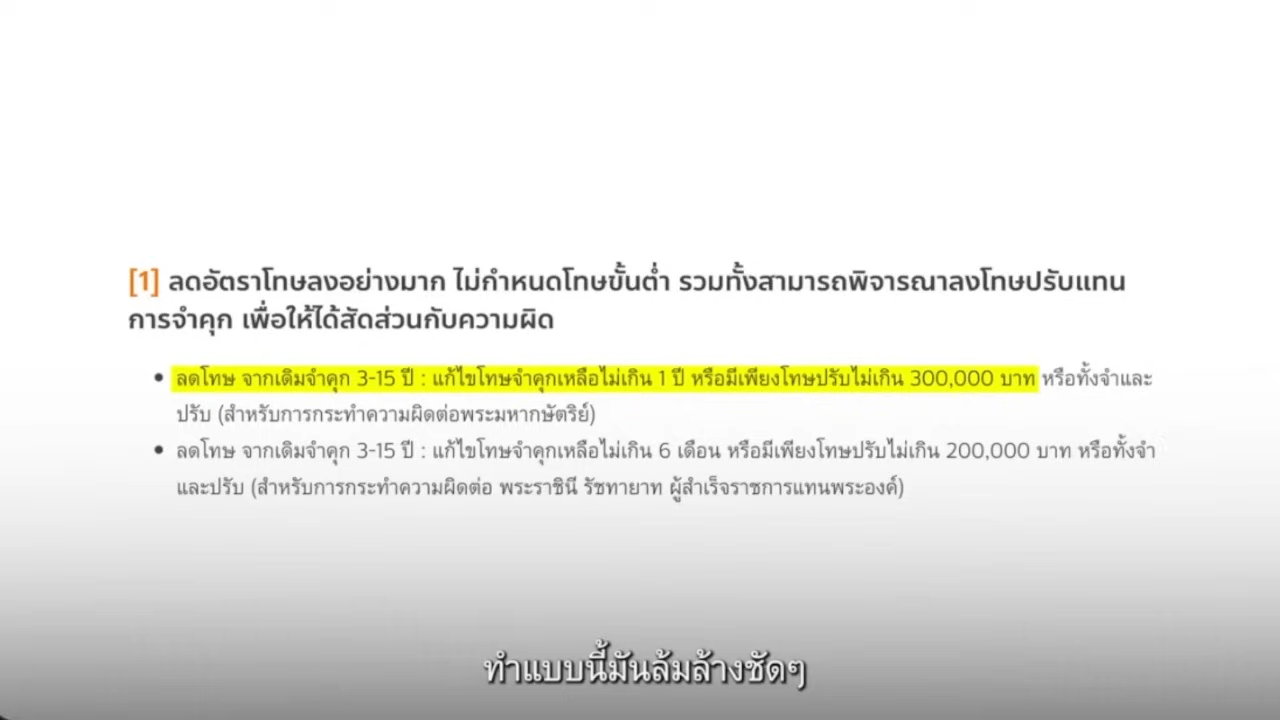 [1] ลดอัตราโทษลงอย่างมาก ไม่กำหนดโทษขั้นต่ำ รวมทั้งสามารถพิจารณาลงโทษปรับแทน
การจำคุก เพื่อให้ได้สัดส่วนกับความผิด
• ลดโทษ จากเดิมจำคุก 3-15 ปี : แก้ไขโทษจำคุกเหลือไม่เกิน 1 ปี หรือมีเพียงโทษปรับไม่เกิน 300,000 บาท หรือทั้งจำและ
ปรับ (สำหรับการกระทำความผิดต่อพระมหากษัตริย์)
• ลดโทษ จากเดิมจำคุก 3-15 ปี : แก้ไขโทษจำคุกเหลือไม่เกิน 6 เดือน หรือมีเพียงโทษปรับไม่เกิน 200,000 บาท หรือทั้งจำ
และปรับ (สำหรับการกระทำความผิดต่อ พระราชินี รัชทายาท ผู้สำเร็จราชการแทนพระองค์)
ทำแบบนี้มันล้มล้างชัดๆ